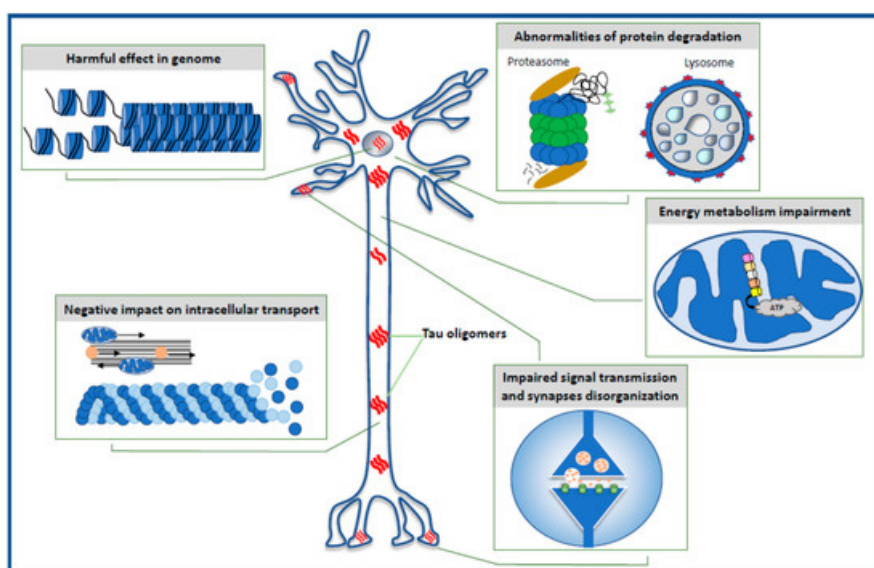 Harmful effect in genome
Abnormalities of protein degradation
Proteasome
Lysosome
Energy metabolism impairment
ATP
Negative impact on intracellular transport
Tau oligomers
Impaired signal transmission
and synapses disorganization